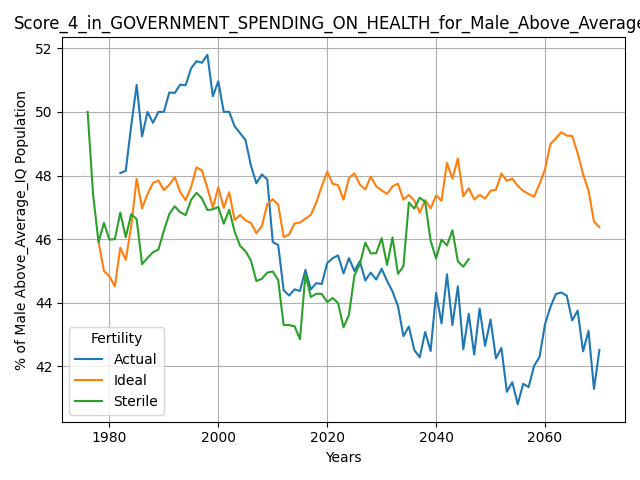 Score_4_in_GOVERNMENT_SPENDING_ON_HEALTH_for_Male_Above_Average
52
50
48
46
44
42
% of Male Above_Average_IQ Population
Fertility
Actual
Ideal
Sterile
1980
2000
2020
2040
2060
Years